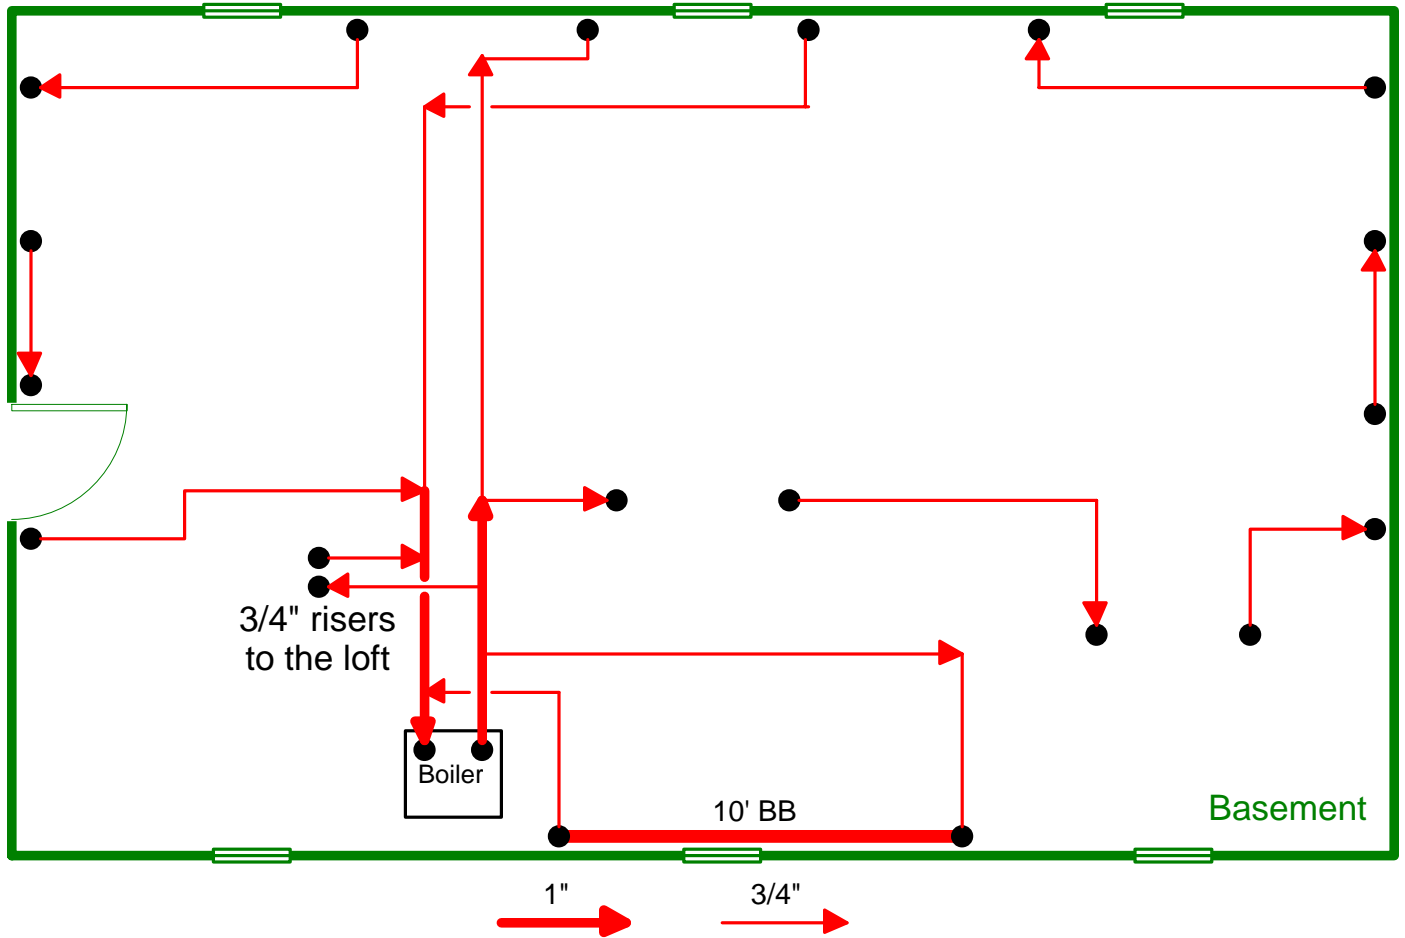 3/4" risers
to the loft
Boiler
10' BB
Basement
1"
3/4"